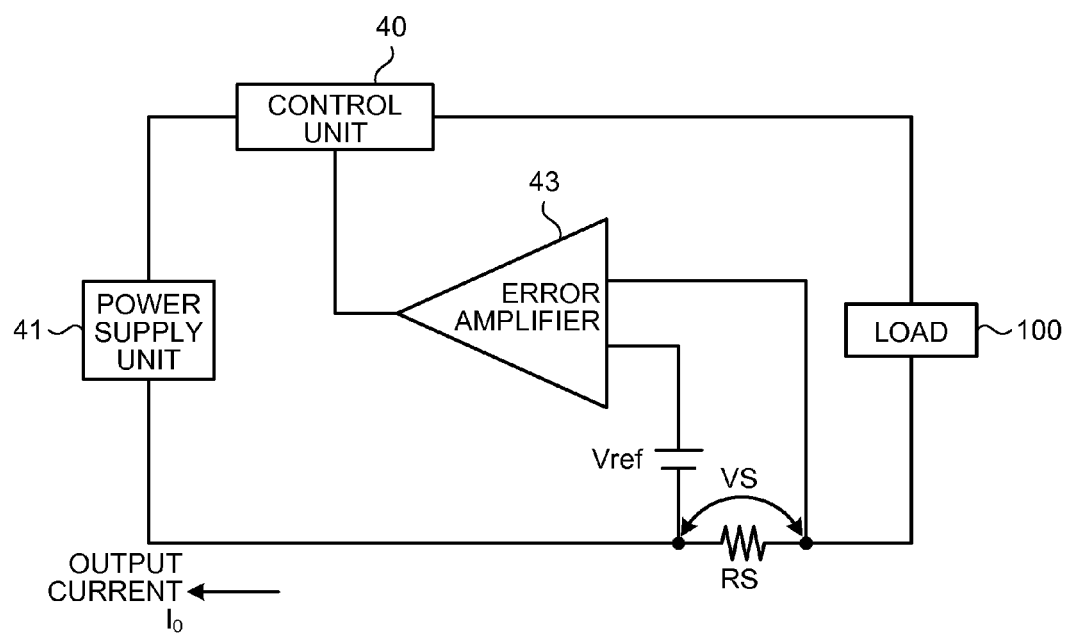 40
CONTROL
UNIT
43
ERROR
AMPLIFIER
POWER
SUPPLY
UNIT
41
LOAD
100
Vref
VS
RS
OUTPUT
CURRENT
I0